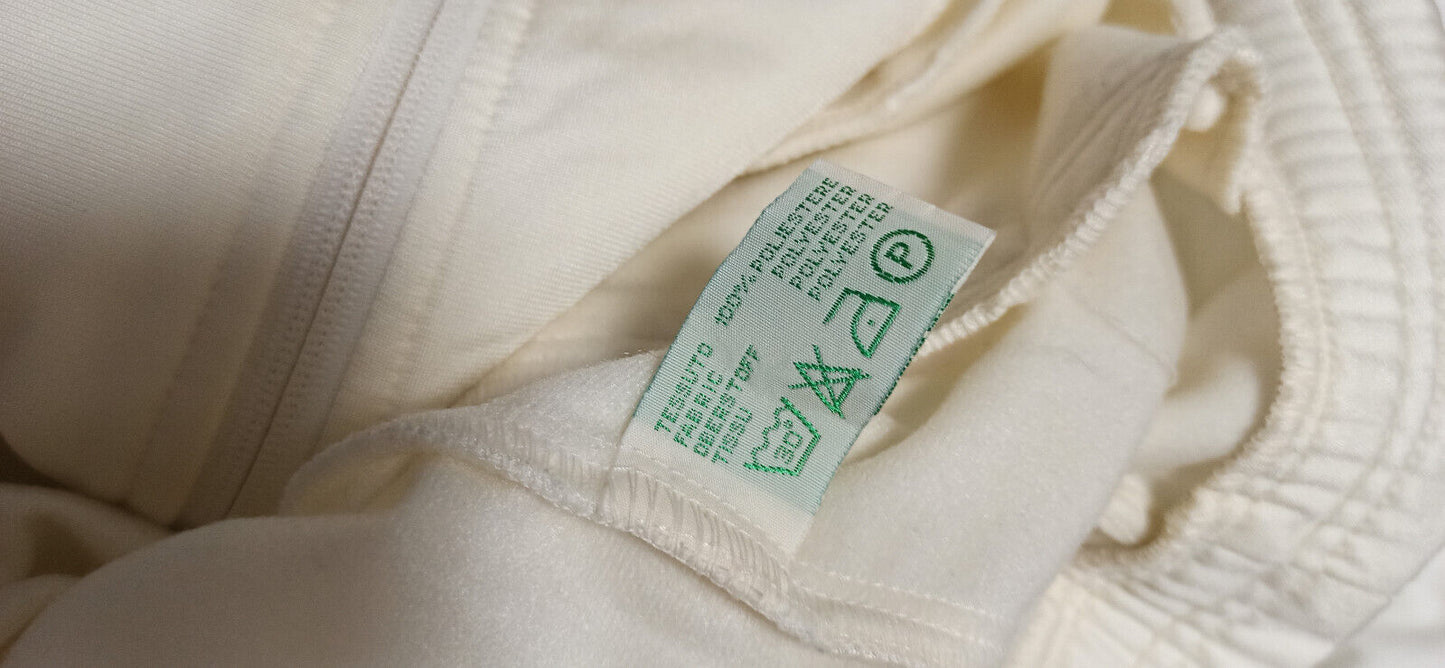 TESSUTO 100% POLIESTERE
FABRIC POLYESTER
OBERSTOFF POLYESTER
TISSU POLYESTER
30°
P